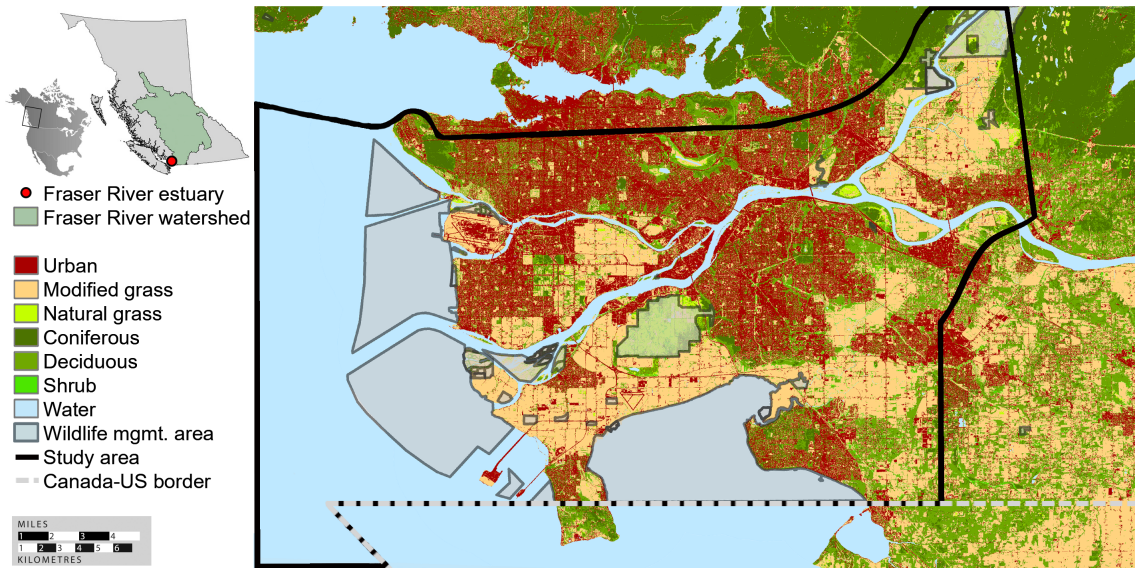 Fraser River estuary
Fraser River watershed
Urban
Modified grass
Natural grass
Coniferous
Deciduous
Shrub
Water
Wildlife mgmt. area
Study area
Canada-US border
MILES
1 2 3 4
1 2 3 4 5 6
KILOMETRES